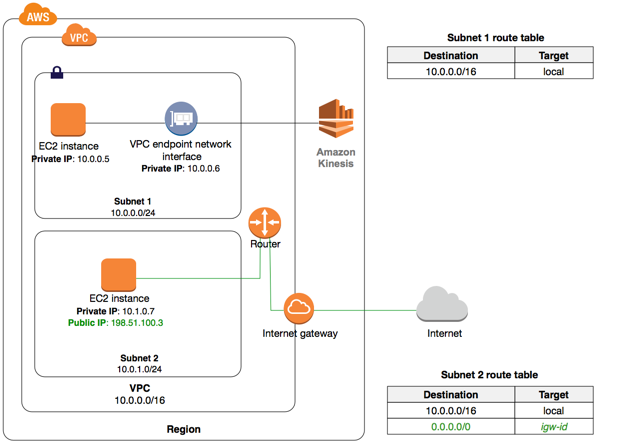 AWS
VPC
Subnet 1 route table
Destination Target
10.0.0.0/16 local
EC2 instance
Private IP: 10.0.0.5
VPC endpoint network
interface
Private IP: 10.0.0.6
Amazon
Kinesis
Subnet 1
10.0.0.0/24
Router
EC2 instance
Private IP: 10.1.0.7
Public IP: 198.51.100.3
Internet gateway
Internet
Subnet 2
10.0.1.0/24
VPC
10.0.0.0/16
Region
Subnet 2 route table
Destination Target
10.0.0.0/16 local
0.0.0.0/0 igw-id